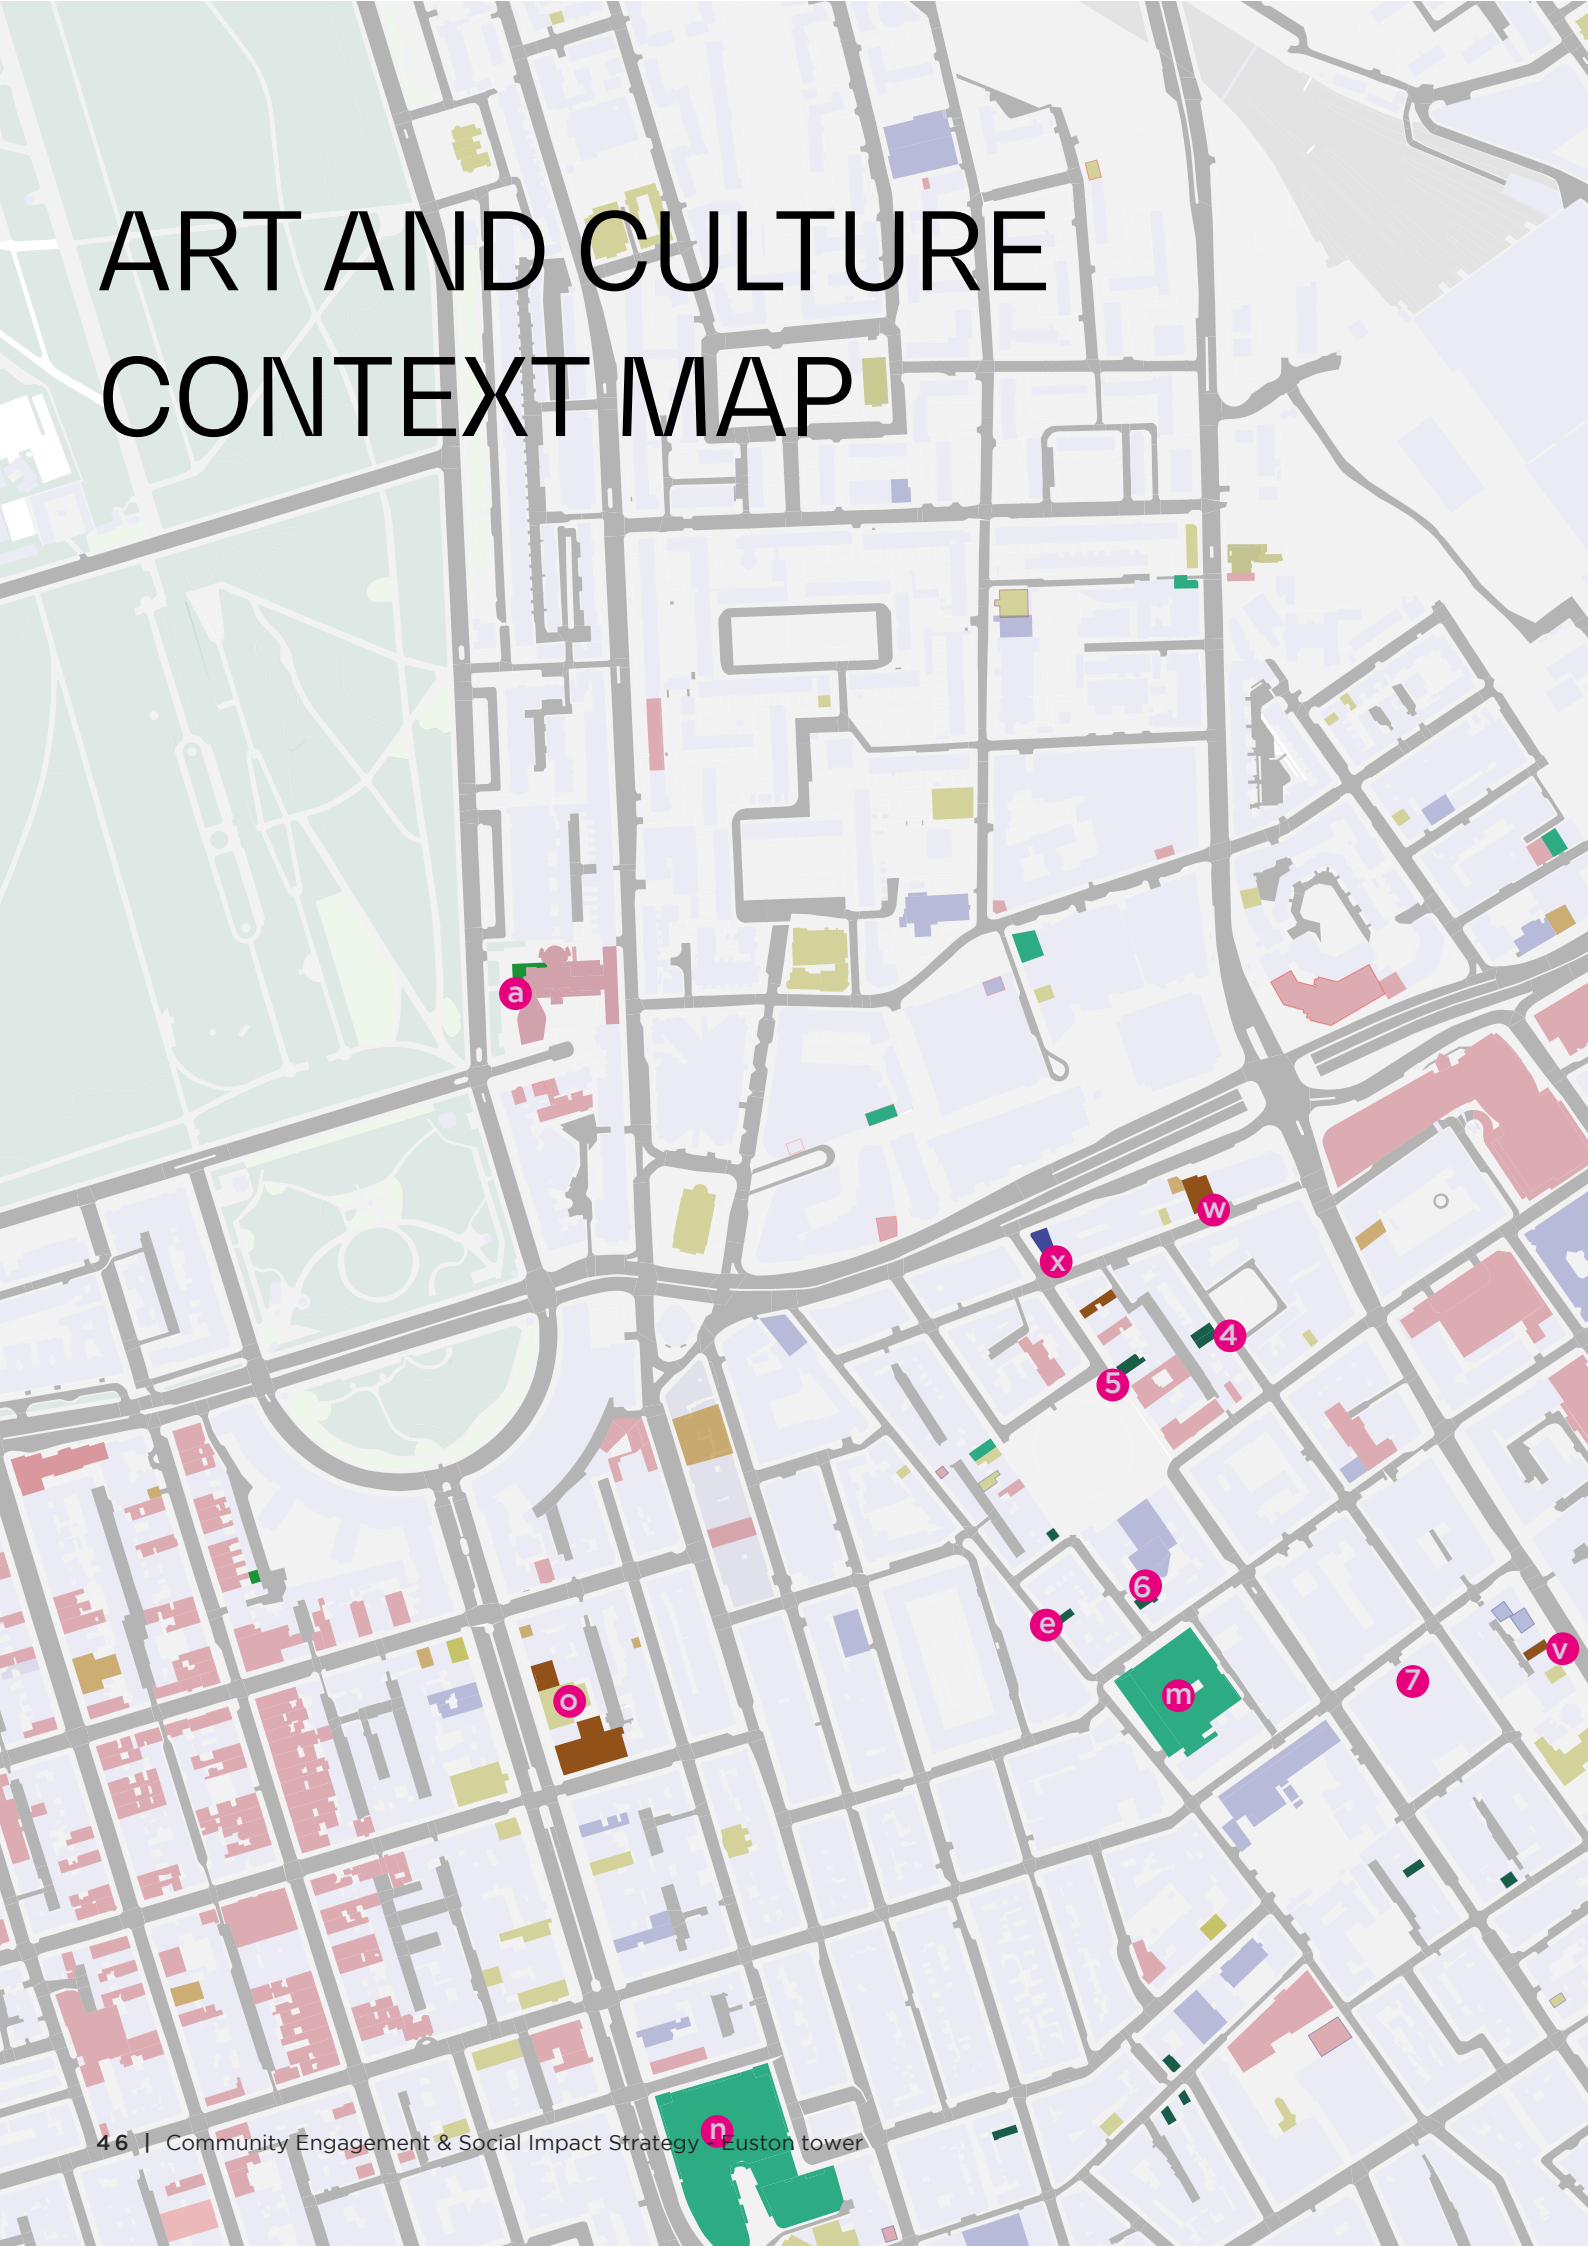 ART AND CULTURE
CONTEXT MAP
a
w
x
4
5
6
e
v
7
m
o
n
46 | Community Engagement & Social Impact Strategy - Euston tower